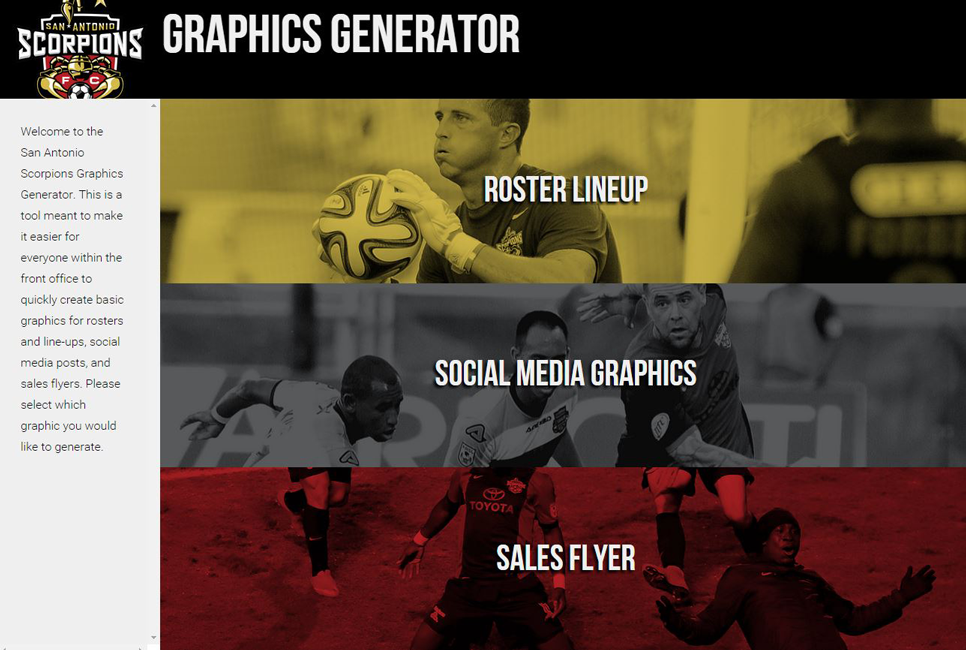 SAN ANTONIO
SCORPIONS
F C
GRAPHICS GENERATOR
Welcome to the
San Antonio
Scorpions Graphics
Generator. This is a
tool meant to make
it easier for
everyone within the
front office to
quickly create basic
graphics for rosters
and line-ups, social
media posts, and
sales flyers. Please
select which
graphic you would
like to generate.
ROSTER LINEUP
SOCIAL MEDIA GRAPHICS
TOYOTA
SALES FLYER